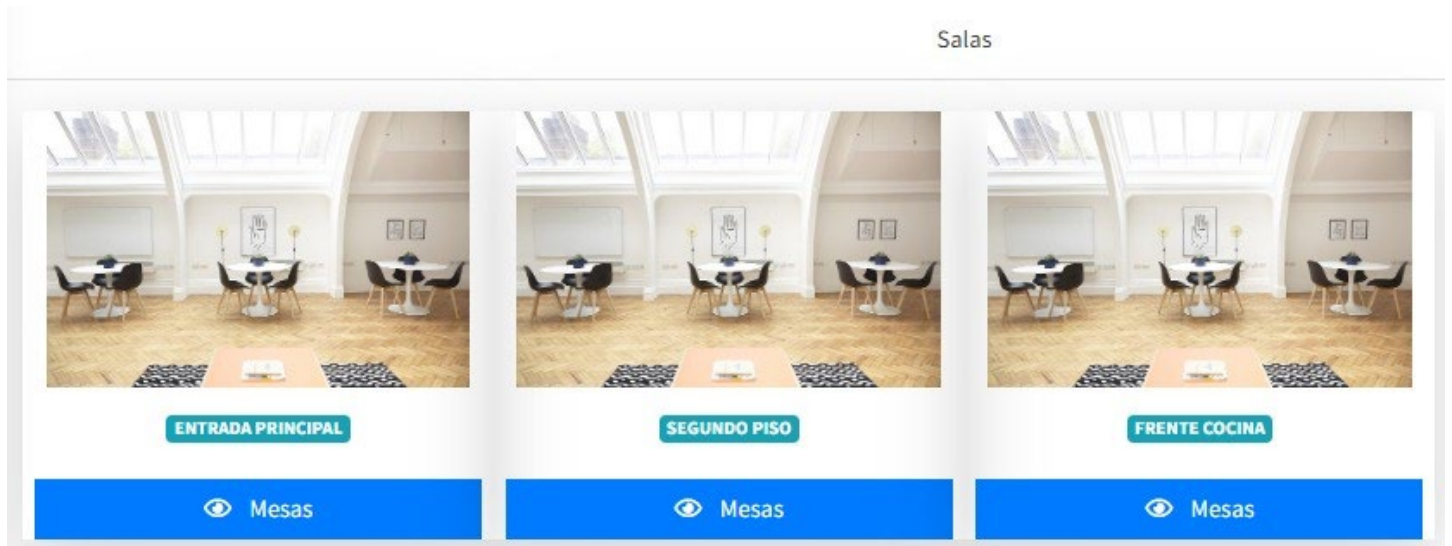 Salas
ENTRADA PRINCIPAL
SEGUNDO PISO
FRENTE COCINA
Mesas
Mesas
Mesas